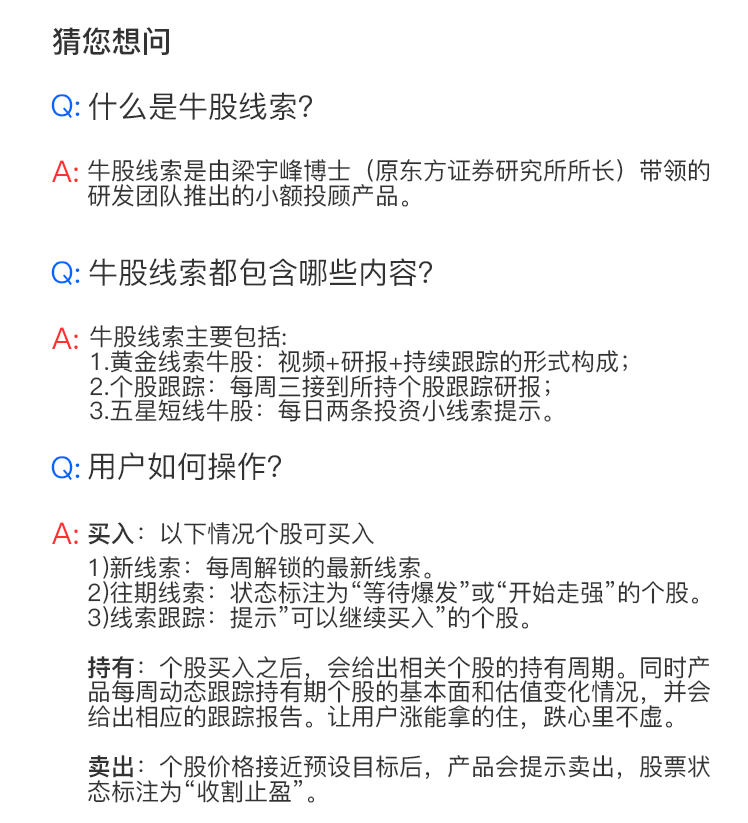 猜您想问
Q: 什么是牛股线索?
A: 牛股线索是由梁宇峰博士（原东方证券研究所所长）带领的
研发团队推出的小额投顾产品。
Q: 牛股线索都包含哪些内容?
A: 牛股线索主要包括:
1.黄金线索牛股：视频+研报+持续跟踪的形式构成；
2.个股跟踪：每周三接到所持个股跟踪研报；
3.五星短线牛股：每日两条投资小线索提示。
Q: 用户如何操作?
A: 买入：以下情况个股可买入
1)新线索：每周解锁的最新线索。
2)往期线索：状态标注为“等待爆发”或“开始走强”的个股。
3)线索跟踪：提示”可以继续买入”的个股。
持有：个股买入之后，会给出相关个股的持有周期。同时产
品每周动态跟踪持有期个股的基本面和估值变化情况，并会
给出相应的跟踪报告。让用户涨能拿的住，跌心里不虚。
卖出：个股价格接近预设目标后，产品会提示卖出，股票状
态标注为“收割止盈”。